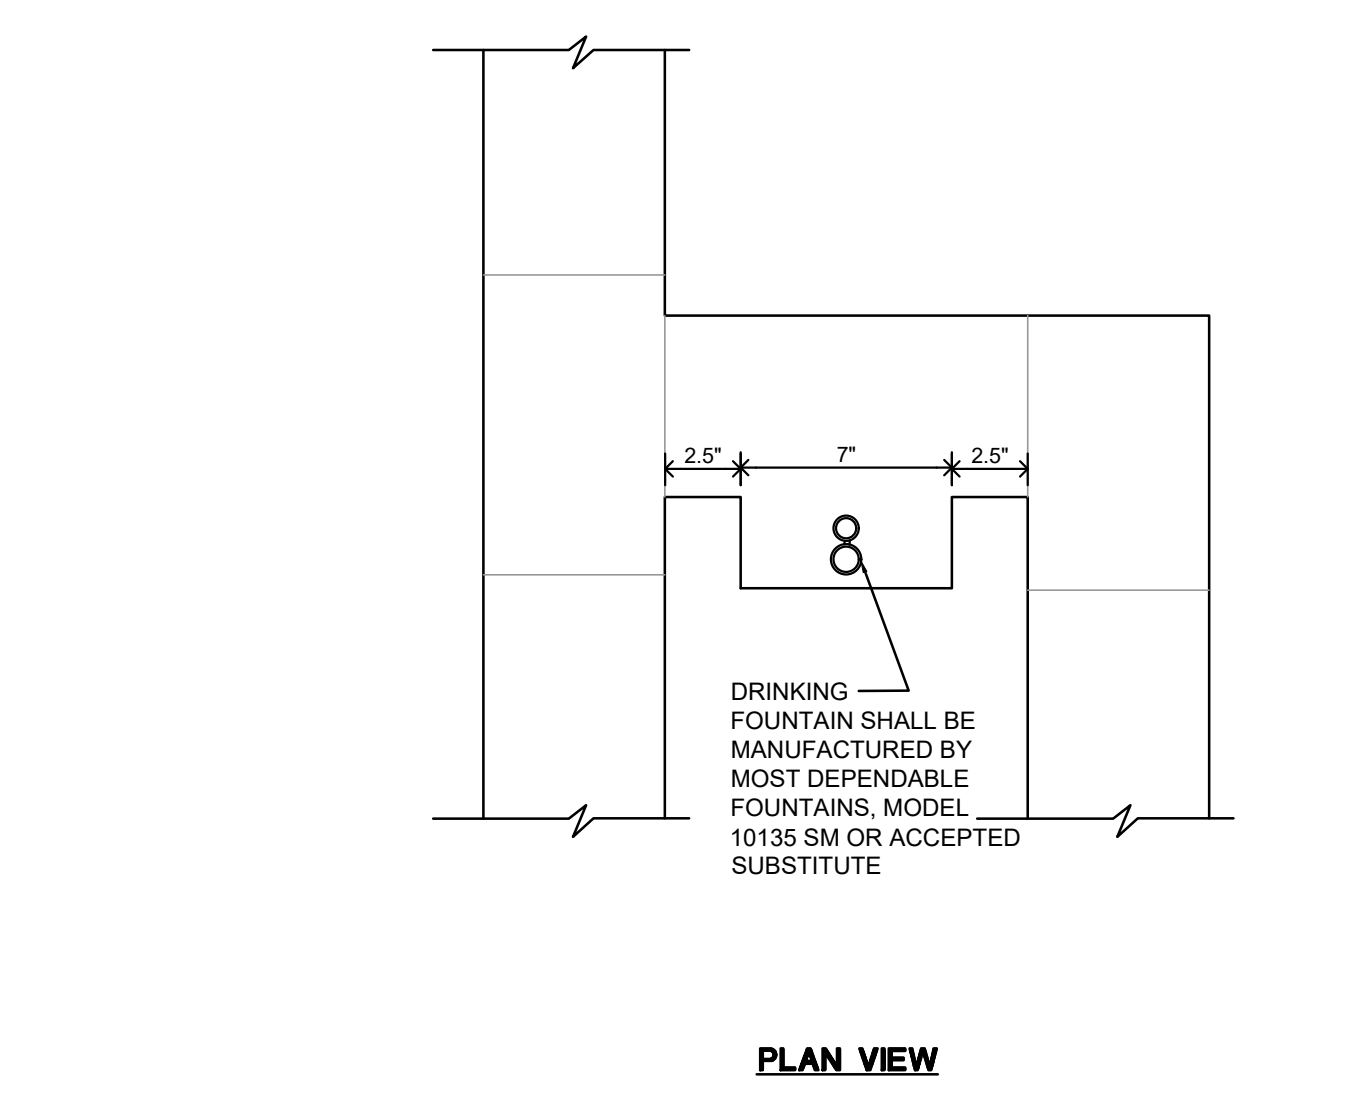 2.5" 7" 2.5"
DRINKING
FOUNTAIN SHALL BE
MANUFACTURED BY
MOST DEPENDABLE
FOUNTAINS, MODEL
10135 SM OR ACCEPTED
SUBSTITUTE
PLAN VIEW